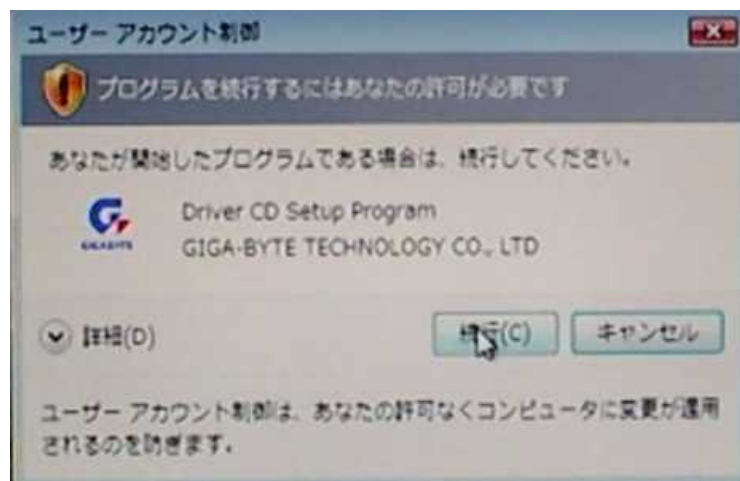 ユーザー アカウント制御
プログラムを続行するにはあなたの許可が必要です
あなたが開始したプログラムである場合は、続行してください。
GIGABYTE
Driver CD Setup Program
GIGA-BYTE TECHNOLOGY CO., LTD
詳細(D)
続行(C)
キャンセル
ユーザー アカウント制御は、あなたの許可なくコンピュータに変更が適用
されるのを防ぎます。